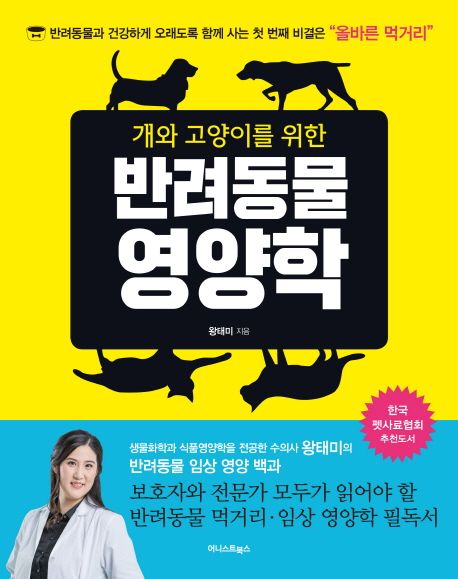 반려동물과 건강하게 오래도록 함께 사는 첫 번째 비결은 “올바른 먹거리”
개와 고양이를 위한
반려동물
영양학
왕태미 지음
한국
펫사료협회
추천도서
생물화학과 식품영양학을 전공한 수의사 왕태미의
반려동물 임상 영양 백과
보호자와 전문가 모두가 읽어야 할
반려동물 먹거리·임상 영양학 필독서
어니스트북스